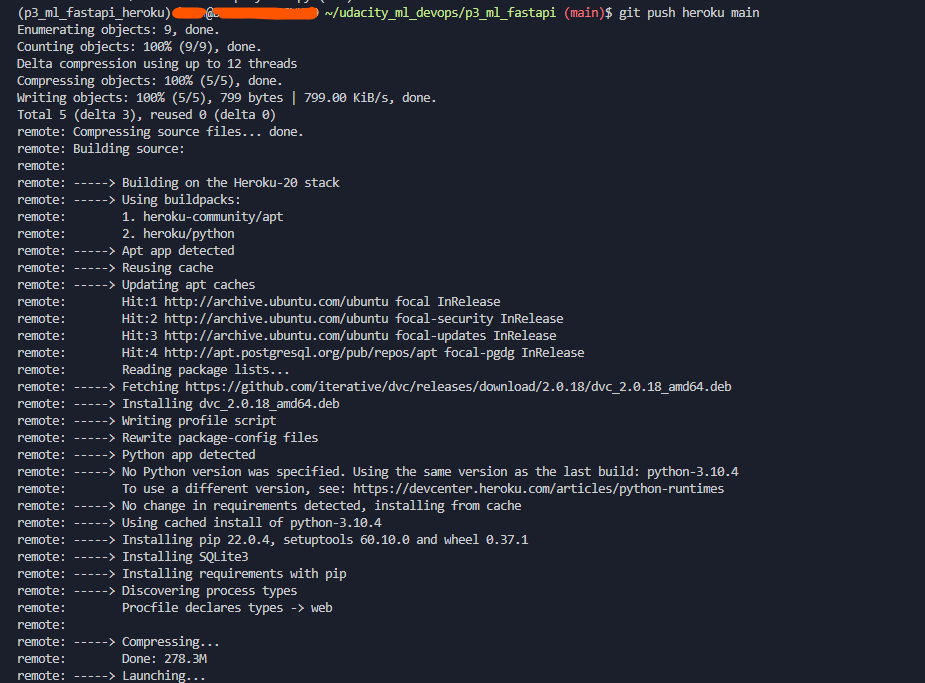 (p3_ml_fastapi_heroku) @ ~/udacity_ml_devops/p3_ml_fastapi (main)$ git push heroku main
Enumerating objects: 9, done.
Counting objects: 100% (9/9), done.
Delta compression using up to 12 threads
Compressing objects: 100% (5/5), done.
Writing objects: 100% (5/5), 799 bytes | 799.00 KiB/s, done.
Total 5 (delta 3), reused 0 (delta 0)
remote: Compressing source files... done.
remote: Building source:
remote:
remote: -----> Building on the Heroku-20 stack
remote: -----> Using buildpacks:
remote:        1. heroku-community/apt
remote:        2. heroku/python
remote: -----> Apt app detected
remote: -----> Reusing cache
remote: -----> Updating apt caches
remote:        Hit:1 http://archive.ubuntu.com/ubuntu focal InRelease
remote:        Hit:2 http://archive.ubuntu.com/ubuntu focal-security InRelease
remote:        Hit:3 http://archive.ubuntu.com/ubuntu focal-updates InRelease
remote:        Hit:4 http://apt.postgresql.org/pub/repos/apt focal-pgdg InRelease
remote:        Reading package lists...
remote: -----> Fetching https://github.com/iterative/dvc/releases/download/2.0.18/dvc_2.0.18_amd64.deb
remote: -----> Installing dvc_2.0.18_amd64.deb
remote: -----> Writing profile script
remote: -----> Rewrite package-config files
remote: -----> Python app detected
remote: -----> No Python version was specified. Using the same version as the last build: python-3.10.4
remote:        To use a different version, see: https://devcenter.heroku.com/articles/python-runtimes
remote: -----> No change in requirements detected, installing from cache
remote: -----> Using cached install of python-3.10.4
remote: -----> Installing pip 22.0.4, setuptools 60.10.0 and wheel 0.37.1
remote: -----> Installing SQLite3
remote: -----> Installing requirements with pip
remote: -----> Discovering process types
remote:        Procfile declares types -> web
remote:
remote: -----> Compressing...
remote:        Done: 278.3M
remote: -----> Launching...